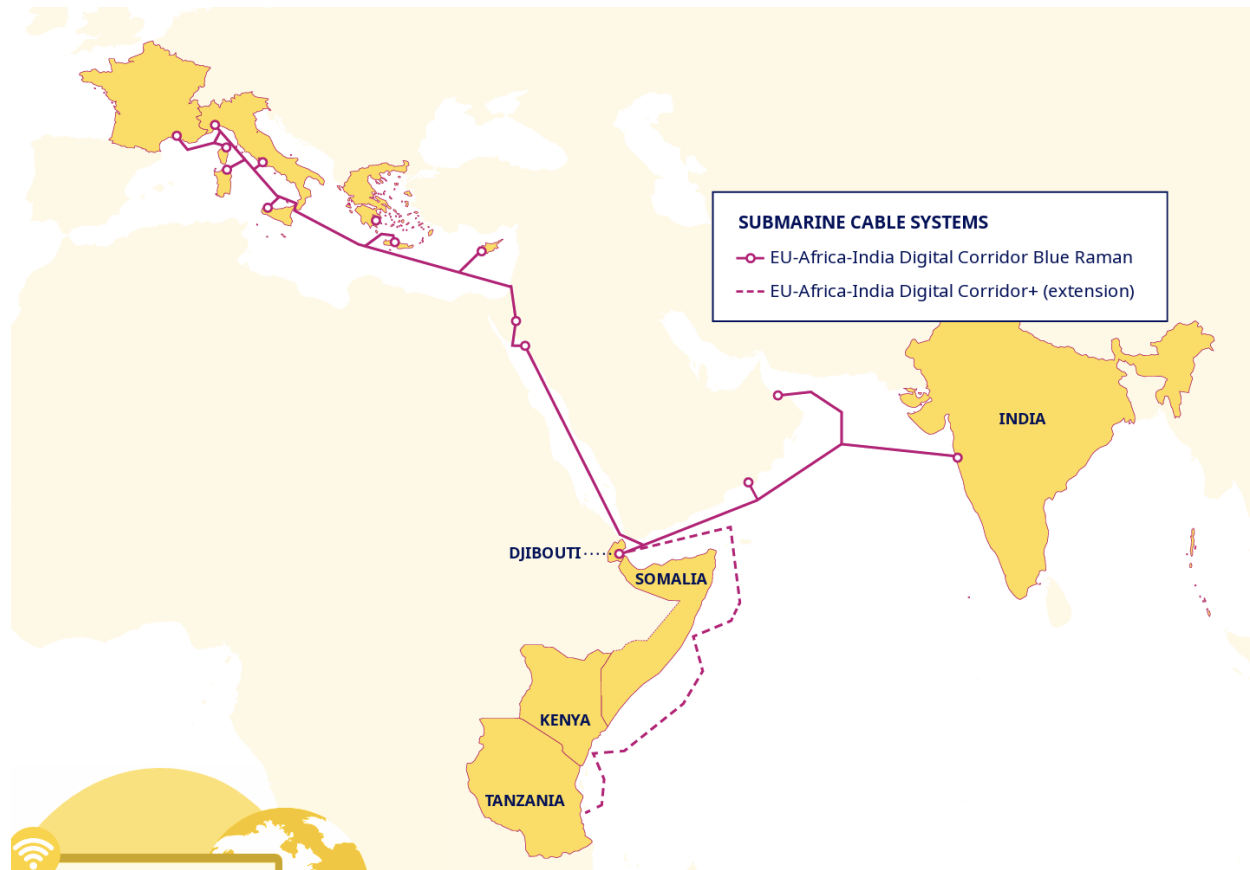 SUBMARINE CABLE SYSTEMS
EU-Africa-India Digital Corridor Blue Raman
EU-Africa-India Digital Corridor+ (extension)
INDIA
DJIBOUTI
SOMALIA
KENYA
TANZANIA